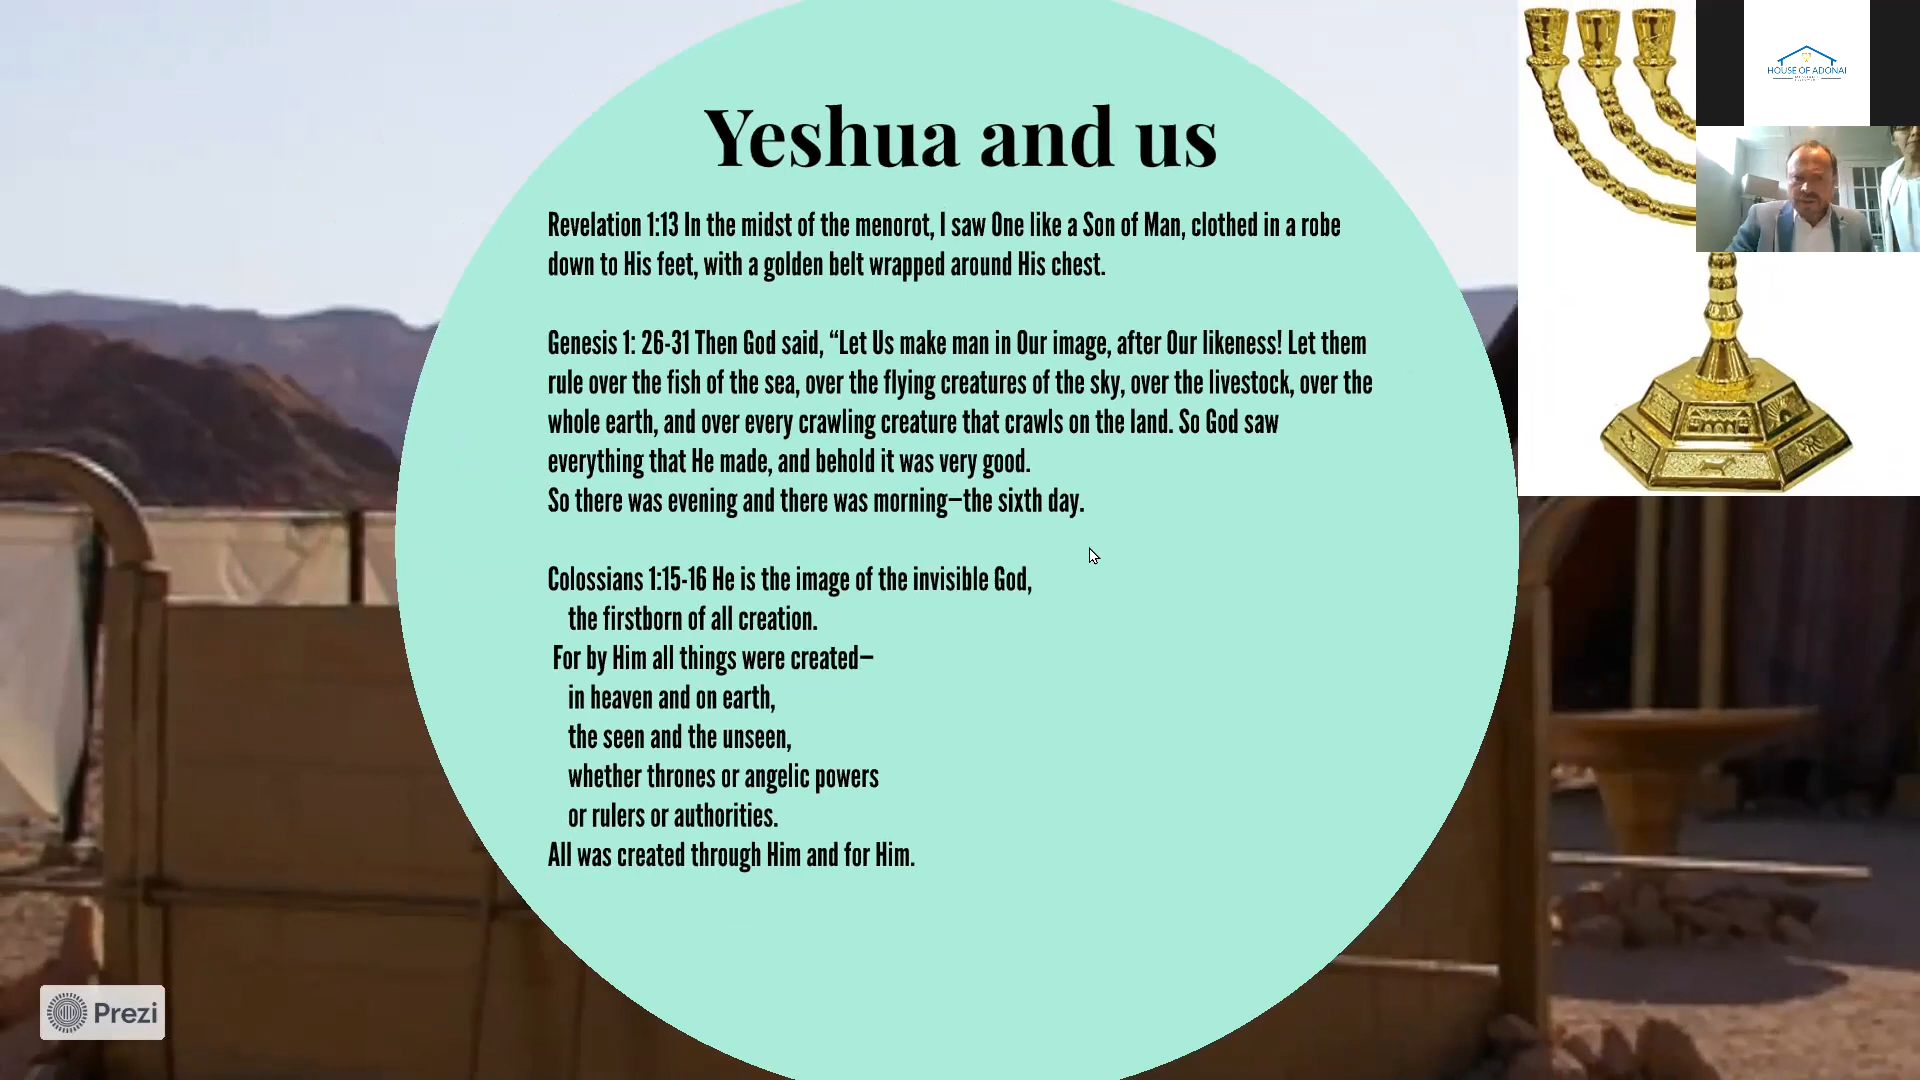 Yeshua and us
Revelation 1:13 In the midst of the menorot, I saw One like a Son of Man, clothed in a robe
down to His feet, with a golden belt wrapped around His chest.
Genesis 1: 26-31 Then God said, “Let Us make man in Our image, after Our likeness! Let them
rule over the fish of the sea, over the flying creatures of the sky, over the livestock, over the
whole earth, and over every crawling creature that crawls on the land. So God saw
everything that He made, and behold it was very good.
So there was evening and there was morning—the sixth day.
Colossians 1:15-16 He is the image of the invisible God,
the firstborn of all creation.
For by Him all things were created—
in heaven and on earth,
the seen and the unseen,
whether thrones or angelic powers
or rulers or authorities.
All was created through Him and for Him.
HOUSE OF ADONAI
Prezi